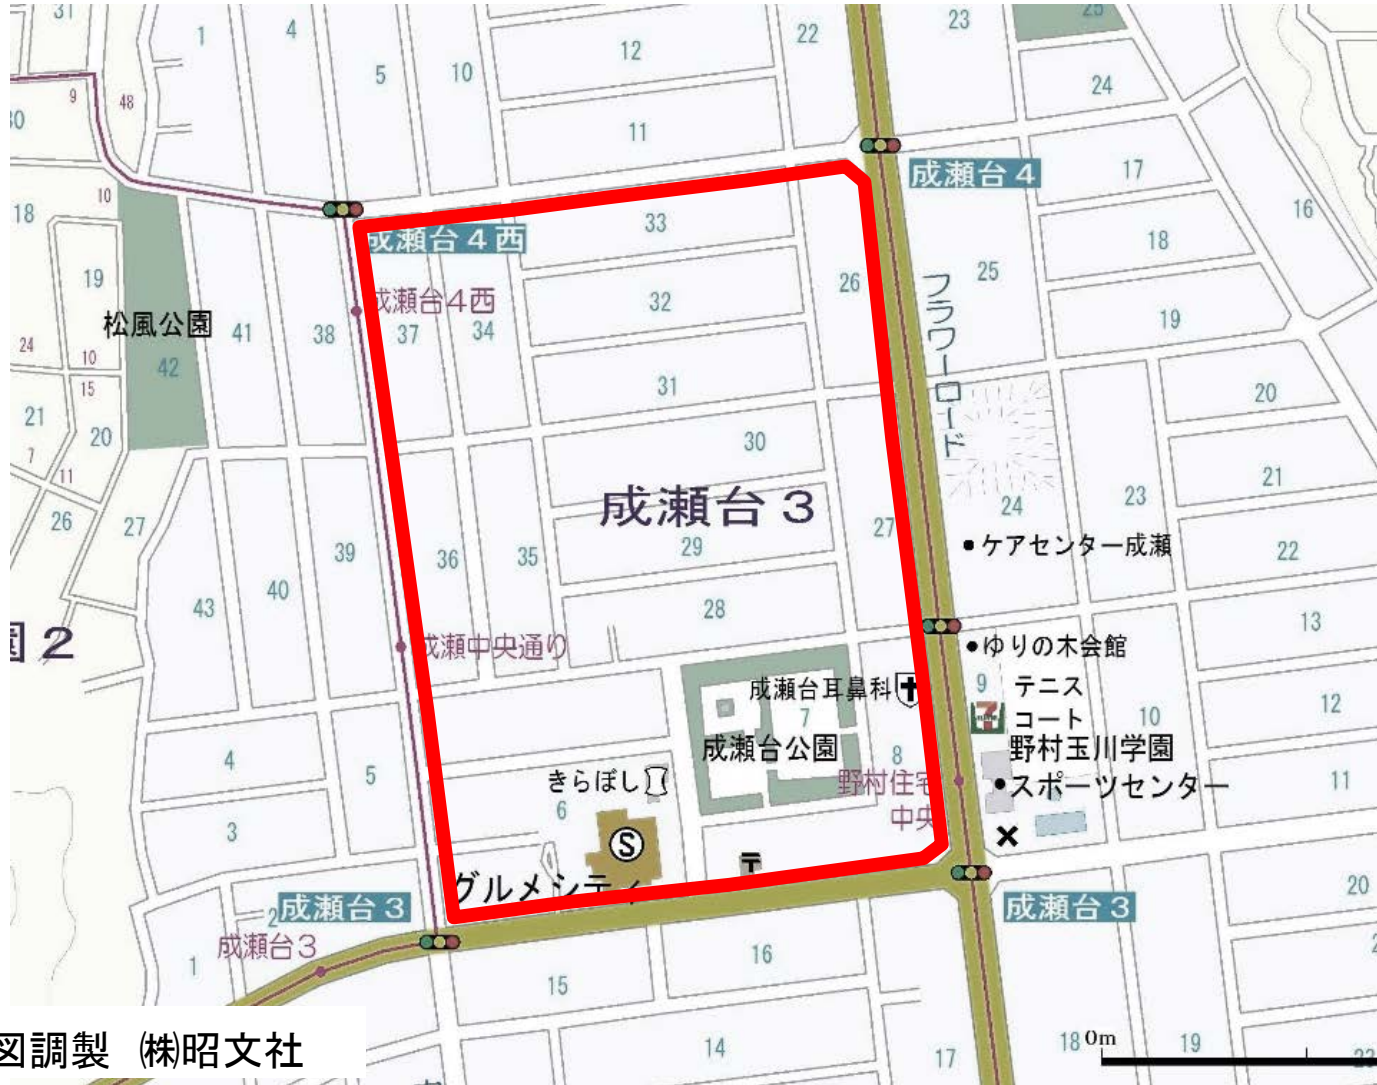 31
1
4
5
10
12
22
23
25
9
48
11
24
17
成瀬台4
18
10
16
33
成瀬台4西
18
19
26
25
成瀬台4西
32
フラワーロード
松風公園
41
38
37
34
19
24
10
42
31
15
20
21
20
30
7
11
成瀬台3
21
23
24
26
27
27
39
36
35
29
ケアセンター成瀬
22
43
40
28
13
園2
成瀬中央通り
ゆりの木会館
成瀬台耳鼻科
9
テニス
コート
7
10
12
成瀬台公園
8
野村玉川学園
スポーツセンター
4
5
きらぼし
野村住宅
中央
11
6
3
S
〒
グルメシティ
20
2
成瀬台3
成瀬台3
成瀬台3
1
16
15
図調製 ㈱昭文社
14
17
18
0m
19